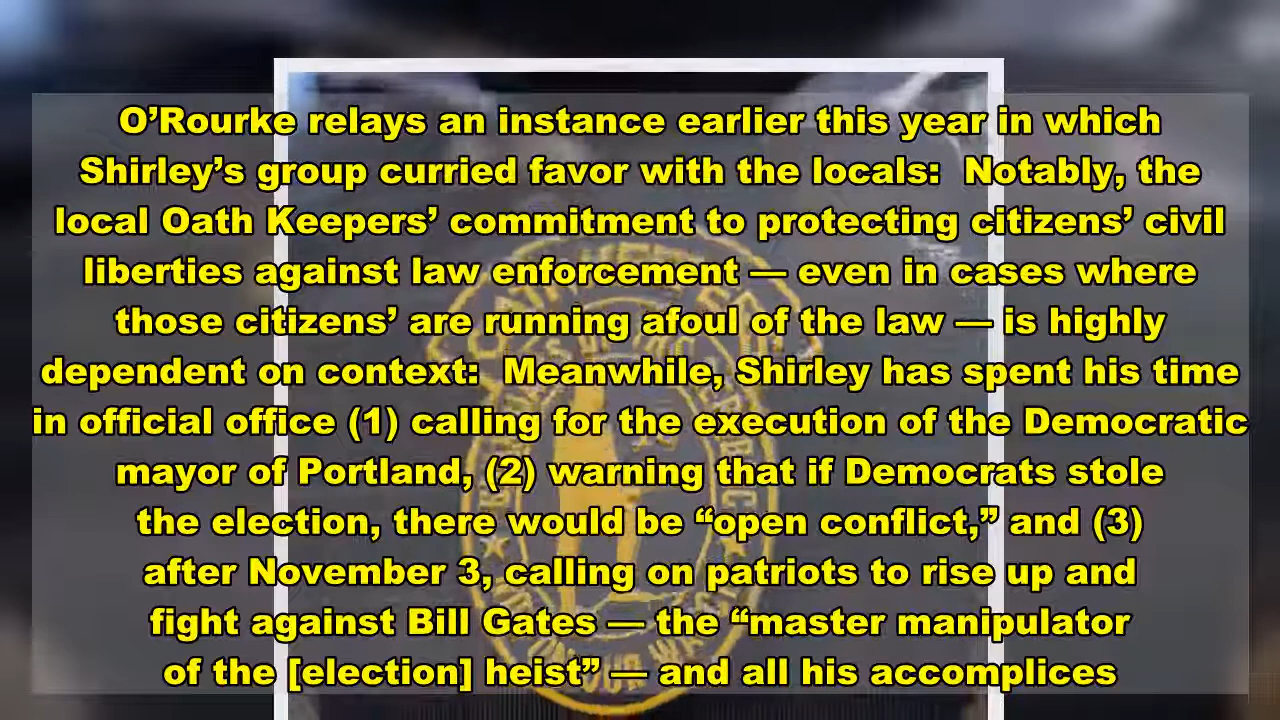 O’Rourke relays an instance earlier this year in which
Shirley’s group curried favor with the locals:  Notably, the
local Oath Keepers’ commitment to protecting citizens’ civil
liberties against law enforcement — even in cases where
those citizens’ are running afoul of the law — is highly
dependent on context:  Meanwhile, Shirley has spent his time
in official office (1) calling for the execution of the Democratic
mayor of Portland, (2) warning that if Democrats stole
the election, there would be “open conflict,” and (3)
after November 3, calling on patriots to rise up and
fight against Bill Gates — the “master manipulator
of the [election] heist” — and all his accomplices